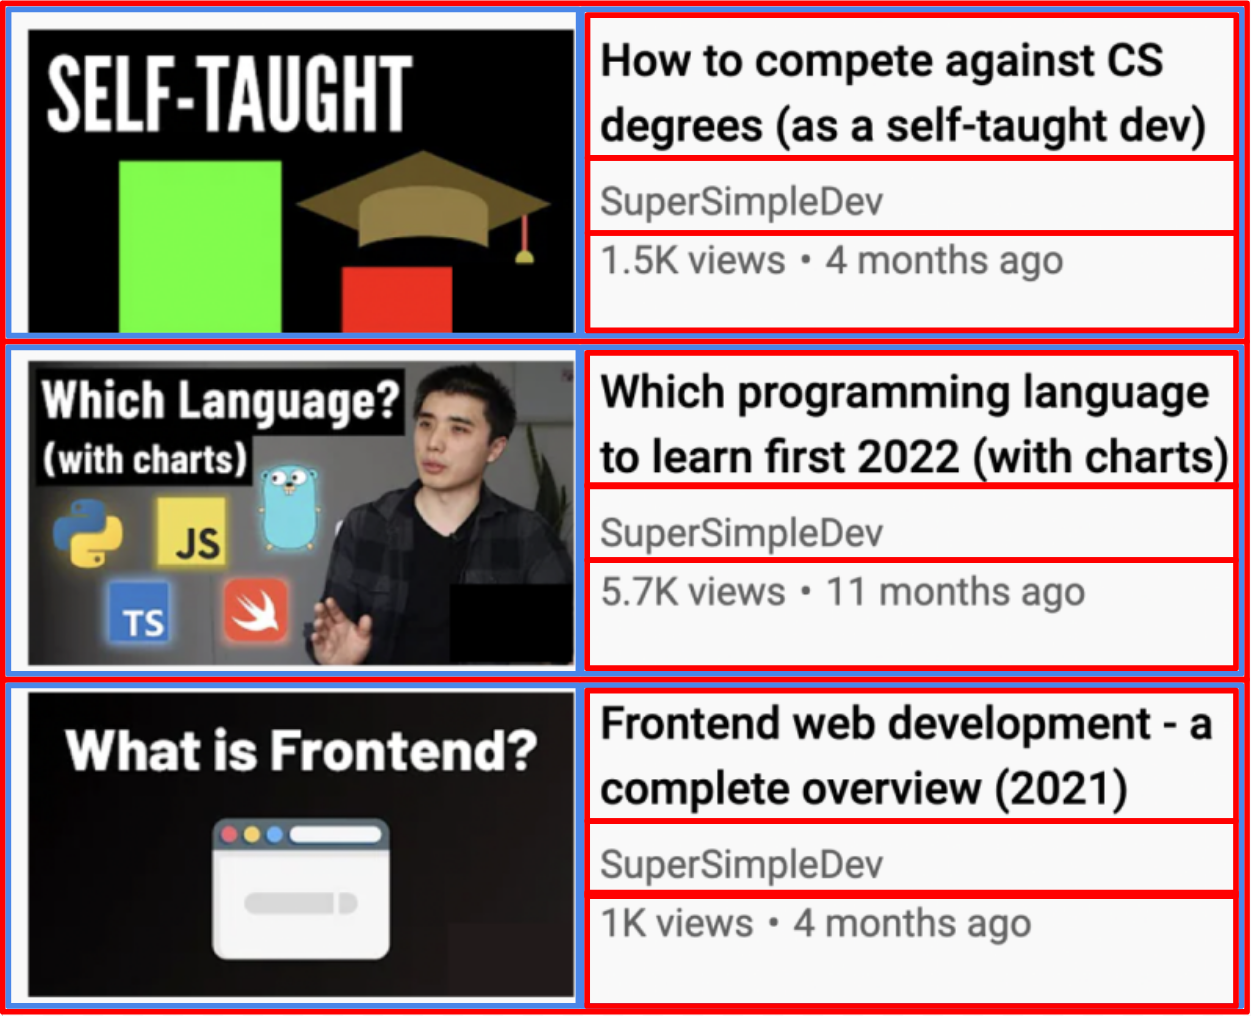 SELF-TAUGHT
How to compete against CS
degrees (as a self-taught dev)
SuperSimpleDev
1.5K views • 4 months ago
Which Language?
(with charts)
JS
TS
Which programming language
to learn first 2022 (with charts)
SuperSimpleDev
5.7K views • 11 months ago
What is Frontend?
Frontend web development - a
complete overview (2021)
SuperSimpleDev
1K views • 4 months ago